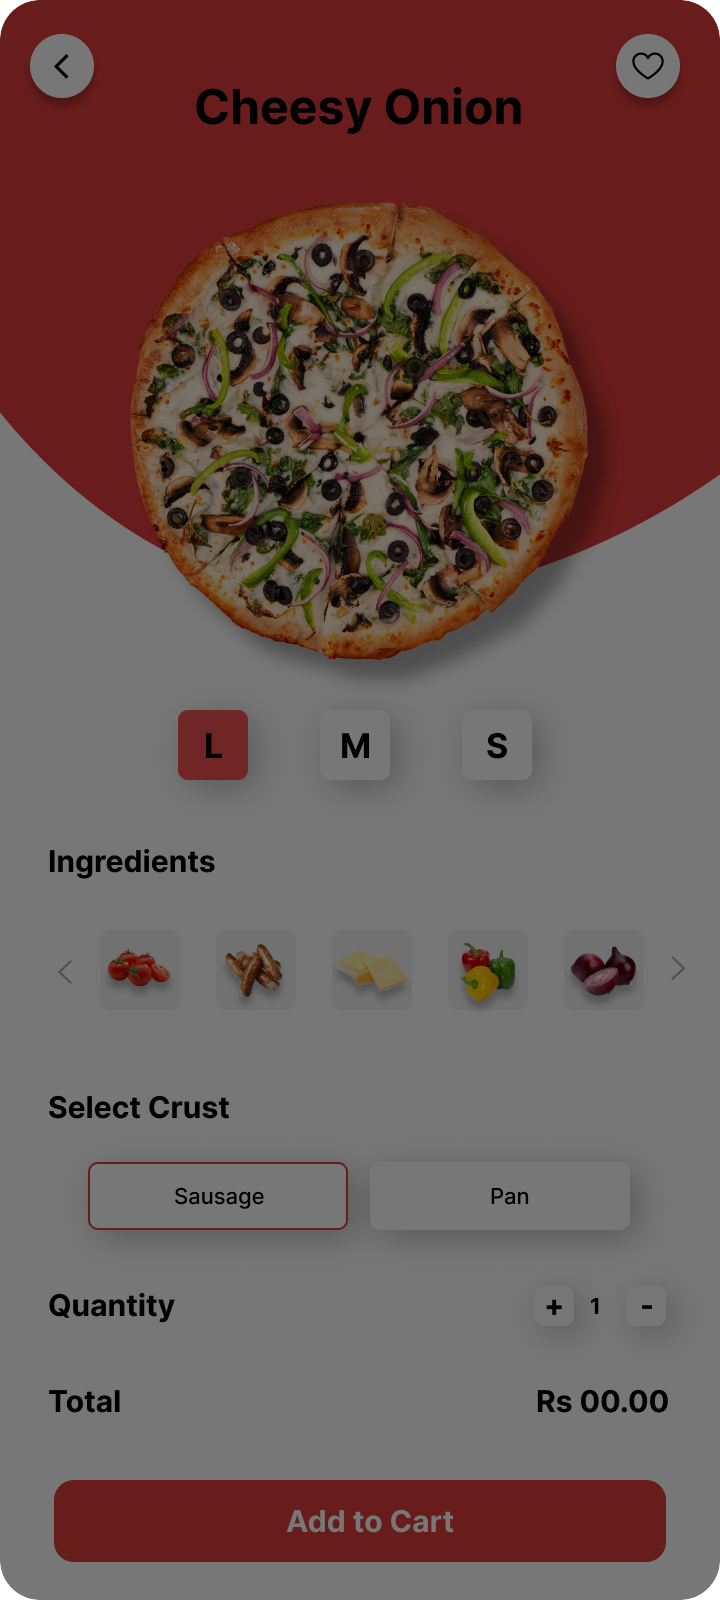 Cheesy Onion
L M S
Ingredients
Select Crust
Sausage Pan
Quantity + 1 -
Total Rs 00.00
Add to Cart